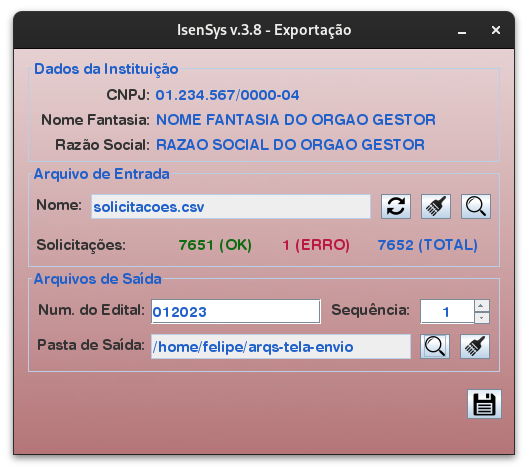 IsenSys v.3.8 - Exportação
Dados da Instituição
CNPJ: 01.234.567/0000-04
Nome Fantasia: NOME FANTASIA DO ORGAO GESTOR
Razão Social: RAZAO SOCIAL DO ORGAO GESTOR
Arquivo de Entrada
Nome: solicitacoes.csv
Solicitações: 7651 (OK) 1 (ERRO) 7652 (TOTAL)
Arquivos de Saída
Num. do Edital: 012023 Sequência: 1
Pasta de Saída: /home/felipe/arqs-tela-envio